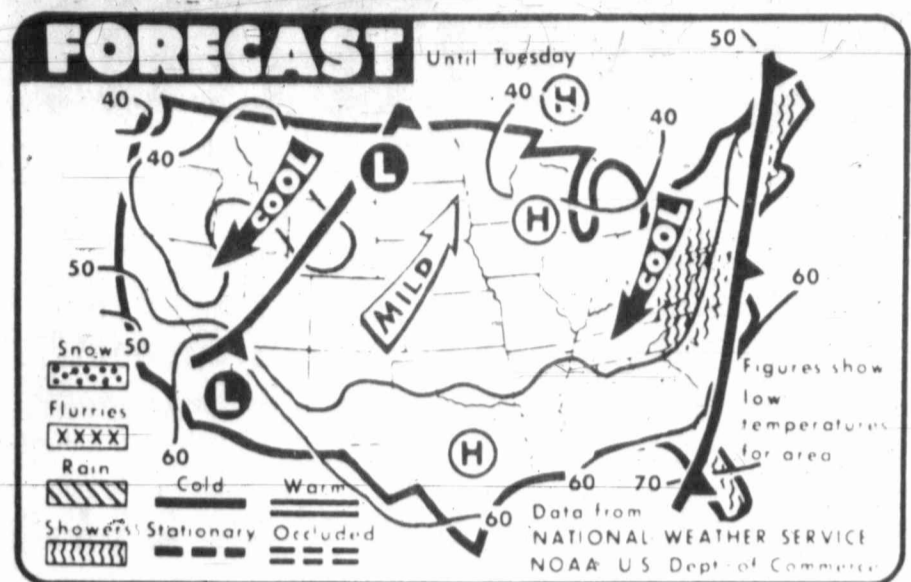 FORECAST
Until Tuesday
50
40
40
H
40
40
COOL
L
COOL
H
MILD
50
60
50
Snow
L
Figures show
low
temperatures
for area
Flurries
XXXX
60
H
Rain
Cold
Warm
60
70
60
Data from
Showers
Stationary
Occluded
NATIONAL WEATHER SERVICE
NOAA U S Dept of Commerce